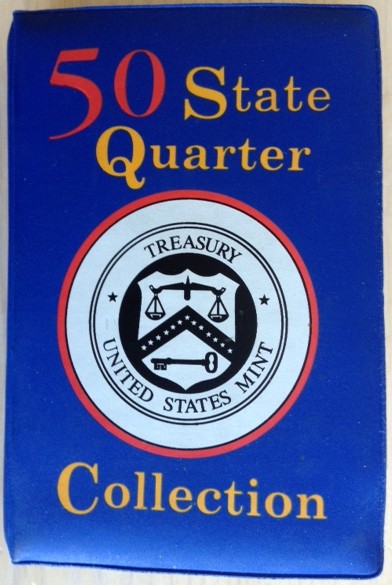 50 State
Quarter
TREASURY
UNITED STATES MINT
Collection